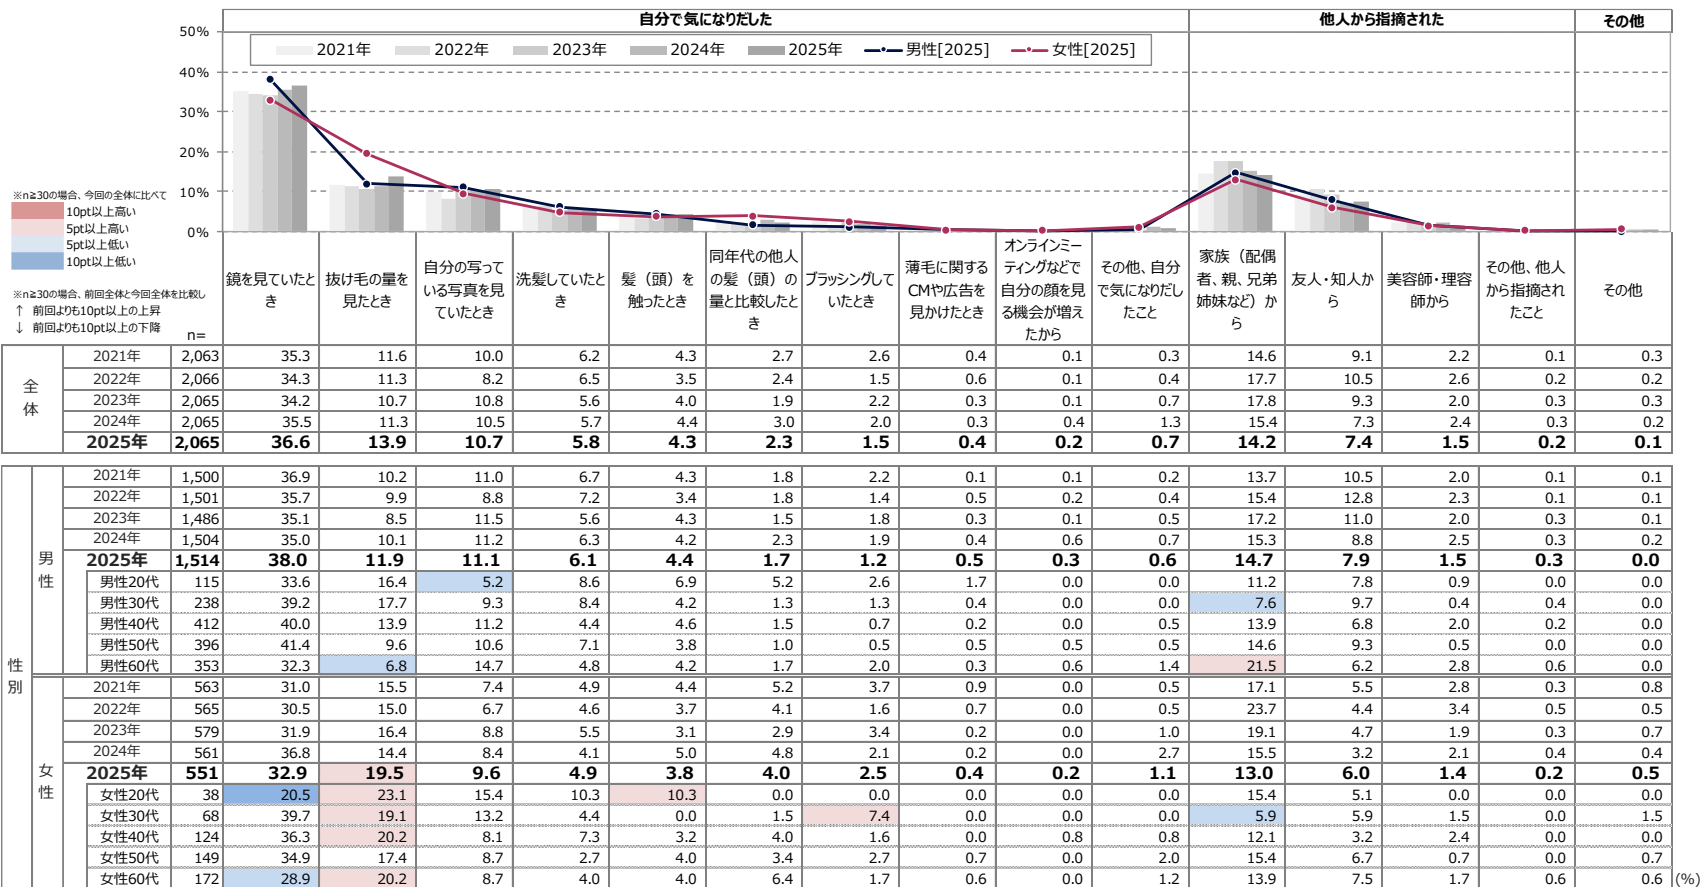 自分で気になりだした 他人から指摘された その他
2021年 2022年 2023年 2024年 2025年 男性[2025] 女性[2025]
50%
40%
30%
20%
10%
0%
※n≧30の場合、今回の全体に比べて
10pt以上高い
5pt以上高い
5pt以上低い
10pt以上低い
※n≧30の場合、前回全体と今回全体を比較し
↑ 前回よりも10pt以上の上昇
↓ 前回よりも10pt以上の下降
n=
鏡を見ていたと
き
抜け毛の量を
見たとき
自分の写って
いる写真を見
ていたとき
洗髪していたと
き
髪（頭）を
触ったとき
同年代の他人
の髪（頭）の
量と比較したと
き
ブラッシングして
いたとき
薄毛に関する
CMや広告を
見かけたとき
オンラインミー
ティングなどで
自分の顔を見
る機会が増え
たから
その他、自分
で気になりだし
たこと
家族（配偶
者、親、兄弟
姉妹など）か
ら
友人・知人か
ら
美容師・理容
師から
その他、他人
から指摘され
たこと
その他
全体
2021年 2,063 35.3 11.6 10.0 6.2 4.3 2.7 2.6 0.4 0.1 0.3 14.6 9.1 2.2 0.1 0.3
2022年 2,066 34.3 11.3 8.2 6.5 3.5 2.4 1.5 0.6 0.1 0.4 17.7 10.5 2.6 0.2 0.2
2023年 2,065 34.2 10.7 10.8 5.6 4.0 1.9 2.2 0.3 0.1 0.7 17.8 9.3 2.0 0.3 0.3
2024年 2,065 35.5 11.3 10.5 5.7 4.4 3.0 2.0 0.3 0.4 1.3 15.4 7.3 2.4 0.3 0.2
2025年 2,065 36.6 13.9 10.7 5.8 4.3 2.3 1.5 0.4 0.2 0.7 14.2 7.4 1.5 0.2 0.1
性別
男性
2021年 1,500 36.9 10.2 11.0 6.7 4.3 1.8 2.2 0.1 0.1 0.2 13.7 10.5 2.0 0.1 0.1
2022年 1,501 35.7 9.9 8.8 7.2 3.4 1.8 1.4 0.5 0.2 0.4 15.4 12.8 2.3 0.1 0.1
2023年 1,486 35.1 8.5 11.5 5.6 4.3 1.5 1.8 0.3 0.1 0.5 17.2 11.0 2.0 0.3 0.1
2024年 1,504 35.0 10.1 11.2 6.3 4.2 2.3 1.9 0.4 0.6 0.7 15.3 8.8 2.5 0.3 0.2
2025年 1,514 38.0 11.9 11.1 6.1 4.4 1.7 1.2 0.5 0.3 0.6 14.7 7.9 1.5 0.3 0.0
男性20代 115 33.6 16.4 5.2 8.6 6.9 5.2 2.6 1.7 0.0 0.0 11.2 7.8 0.9 0.0 0.0
男性30代 238 39.2 17.7 9.3 8.4 4.2 1.3 1.3 0.4 0.0 0.0 7.6 9.7 0.4 0.4 0.0
男性40代 412 40.0 13.9 11.2 4.4 4.6 1.5 0.7 0.2 0.0 0.5 13.9 6.8 2.0 0.2 0.0
男性50代 396 41.4 9.6 10.6 7.1 3.8 1.0 0.5 0.5 0.5 0.5 14.6 9.3 0.5 0.0 0.0
男性60代 353 32.3 6.8 14.7 4.8 4.2 1.7 2.0 0.3 0.6 1.4 21.5 6.2 2.8 0.6 0.0
女性
2021年 563 31.0 15.5 7.4 4.9 4.4 5.2 3.7 0.9 0.0 0.5 17.1 5.5 2.8 0.3 0.8
2022年 565 30.5 15.0 6.7 4.6 3.7 4.1 1.6 0.7 0.0 0.5 23.7 4.4 3.4 0.5 0.5
2023年 579 31.9 16.4 8.8 5.5 3.1 2.9 3.4 0.2 0.0 1.0 19.1 4.7 1.9 0.3 0.7
2024年 561 36.8 14.4 8.4 4.1 5.0 4.8 2.1 0.2 0.0 2.7 15.5 3.2 2.1 0.4 0.4
2025年 551 32.9 19.5 9.6 4.9 3.8 4.0 2.5 0.4 0.2 1.1 13.0 6.0 1.4 0.2 0.5
女性20代 38 20.5 23.1 15.4 10.3 10.3 0.0 0.0 0.0 0.0 0.0 15.4 5.1 0.0 0.0 0.0
女性30代 68 39.7 19.1 13.2 4.4 0.0 1.5 7.4 0.0 0.0 0.0 5.9 5.9 1.5 0.0 1.5
女性40代 124 36.3 20.2 8.1 7.3 3.2 4.0 1.6 0.0 0.8 0.8 12.1 3.2 2.4 0.0 0.0
女性50代 149 34.9 17.4 8.7 2.7 4.0 3.4 2.7 0.7 0.0 2.0 15.4 6.7 0.7 0.0 0.7
女性60代 172 28.9 20.2 8.7 4.0 4.0 6.4 1.7 0.6 0.0 1.2 13.9 7.5 1.7 0.6 0.6 (%)